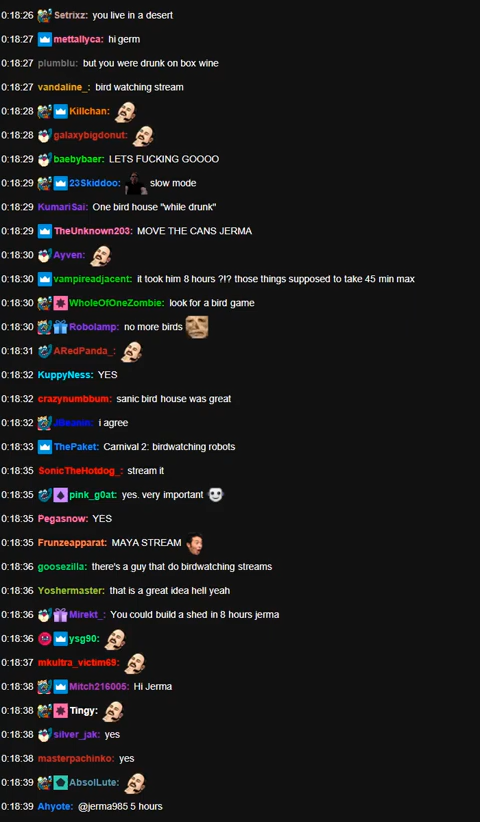 0:18:26 Setrixz: you live in a desert
0:18:27 mettallyca: hi germ
0:18:27 plumblu: but you were drunk on box wine
0:18:27 vandaline_: bird watching stream
0:18:28 Killchan:
0:18:28 galaxybigdonut:
0:18:29 baebybaer: LETS FUCKING GOOOO
0:18:29 23Skiddoo: slow mode
0:18:29 KumariSai: One bird house "while drunk"
0:18:29 TheUnknown203: MOVE THE CANS JERMA
0:18:30 Ayven:
0:18:30 vampireadjacent: it took him 8 hours ?!? those things supposed to take 45 min max
0:18:30 WholeOfOneZombie: look for a bird game
0:18:30 Robolamp: no more birds
0:18:31 ARedPanda_:
0:18:32 KuppyNess: YES
0:18:32 crazynumbbum: sanic bird house was great
0:18:32 i agree
0:18:33 ThePaket: Carnival 2: birdwatching robots
0:18:35 SonicTheHotdog_: stream it
0:18:35 pink_g0at: yes. very important
0:18:35 Pegasnow: YES
0:18:35 Frunzeapparat: MAYA STREAM
0:18:36 goosezilla: there's a guy that do birdwatching streams
0:18:36 Yoshermaster: that is a great idea hell yeah
0:18:36 Mirekt_: You could build a shed in 8 hours jerma
0:18:36 ysg90:
0:18:37 mkultra_victim69:
0:18:38 Mitch216005: Hi Jerma
0:18:38 Tingy:
0:18:38 silver_jak: yes
0:18:38 masterpachinko: yes
0:18:39 AbsolLute:
0:18:39 Ahyote: @jerma985 5 hours